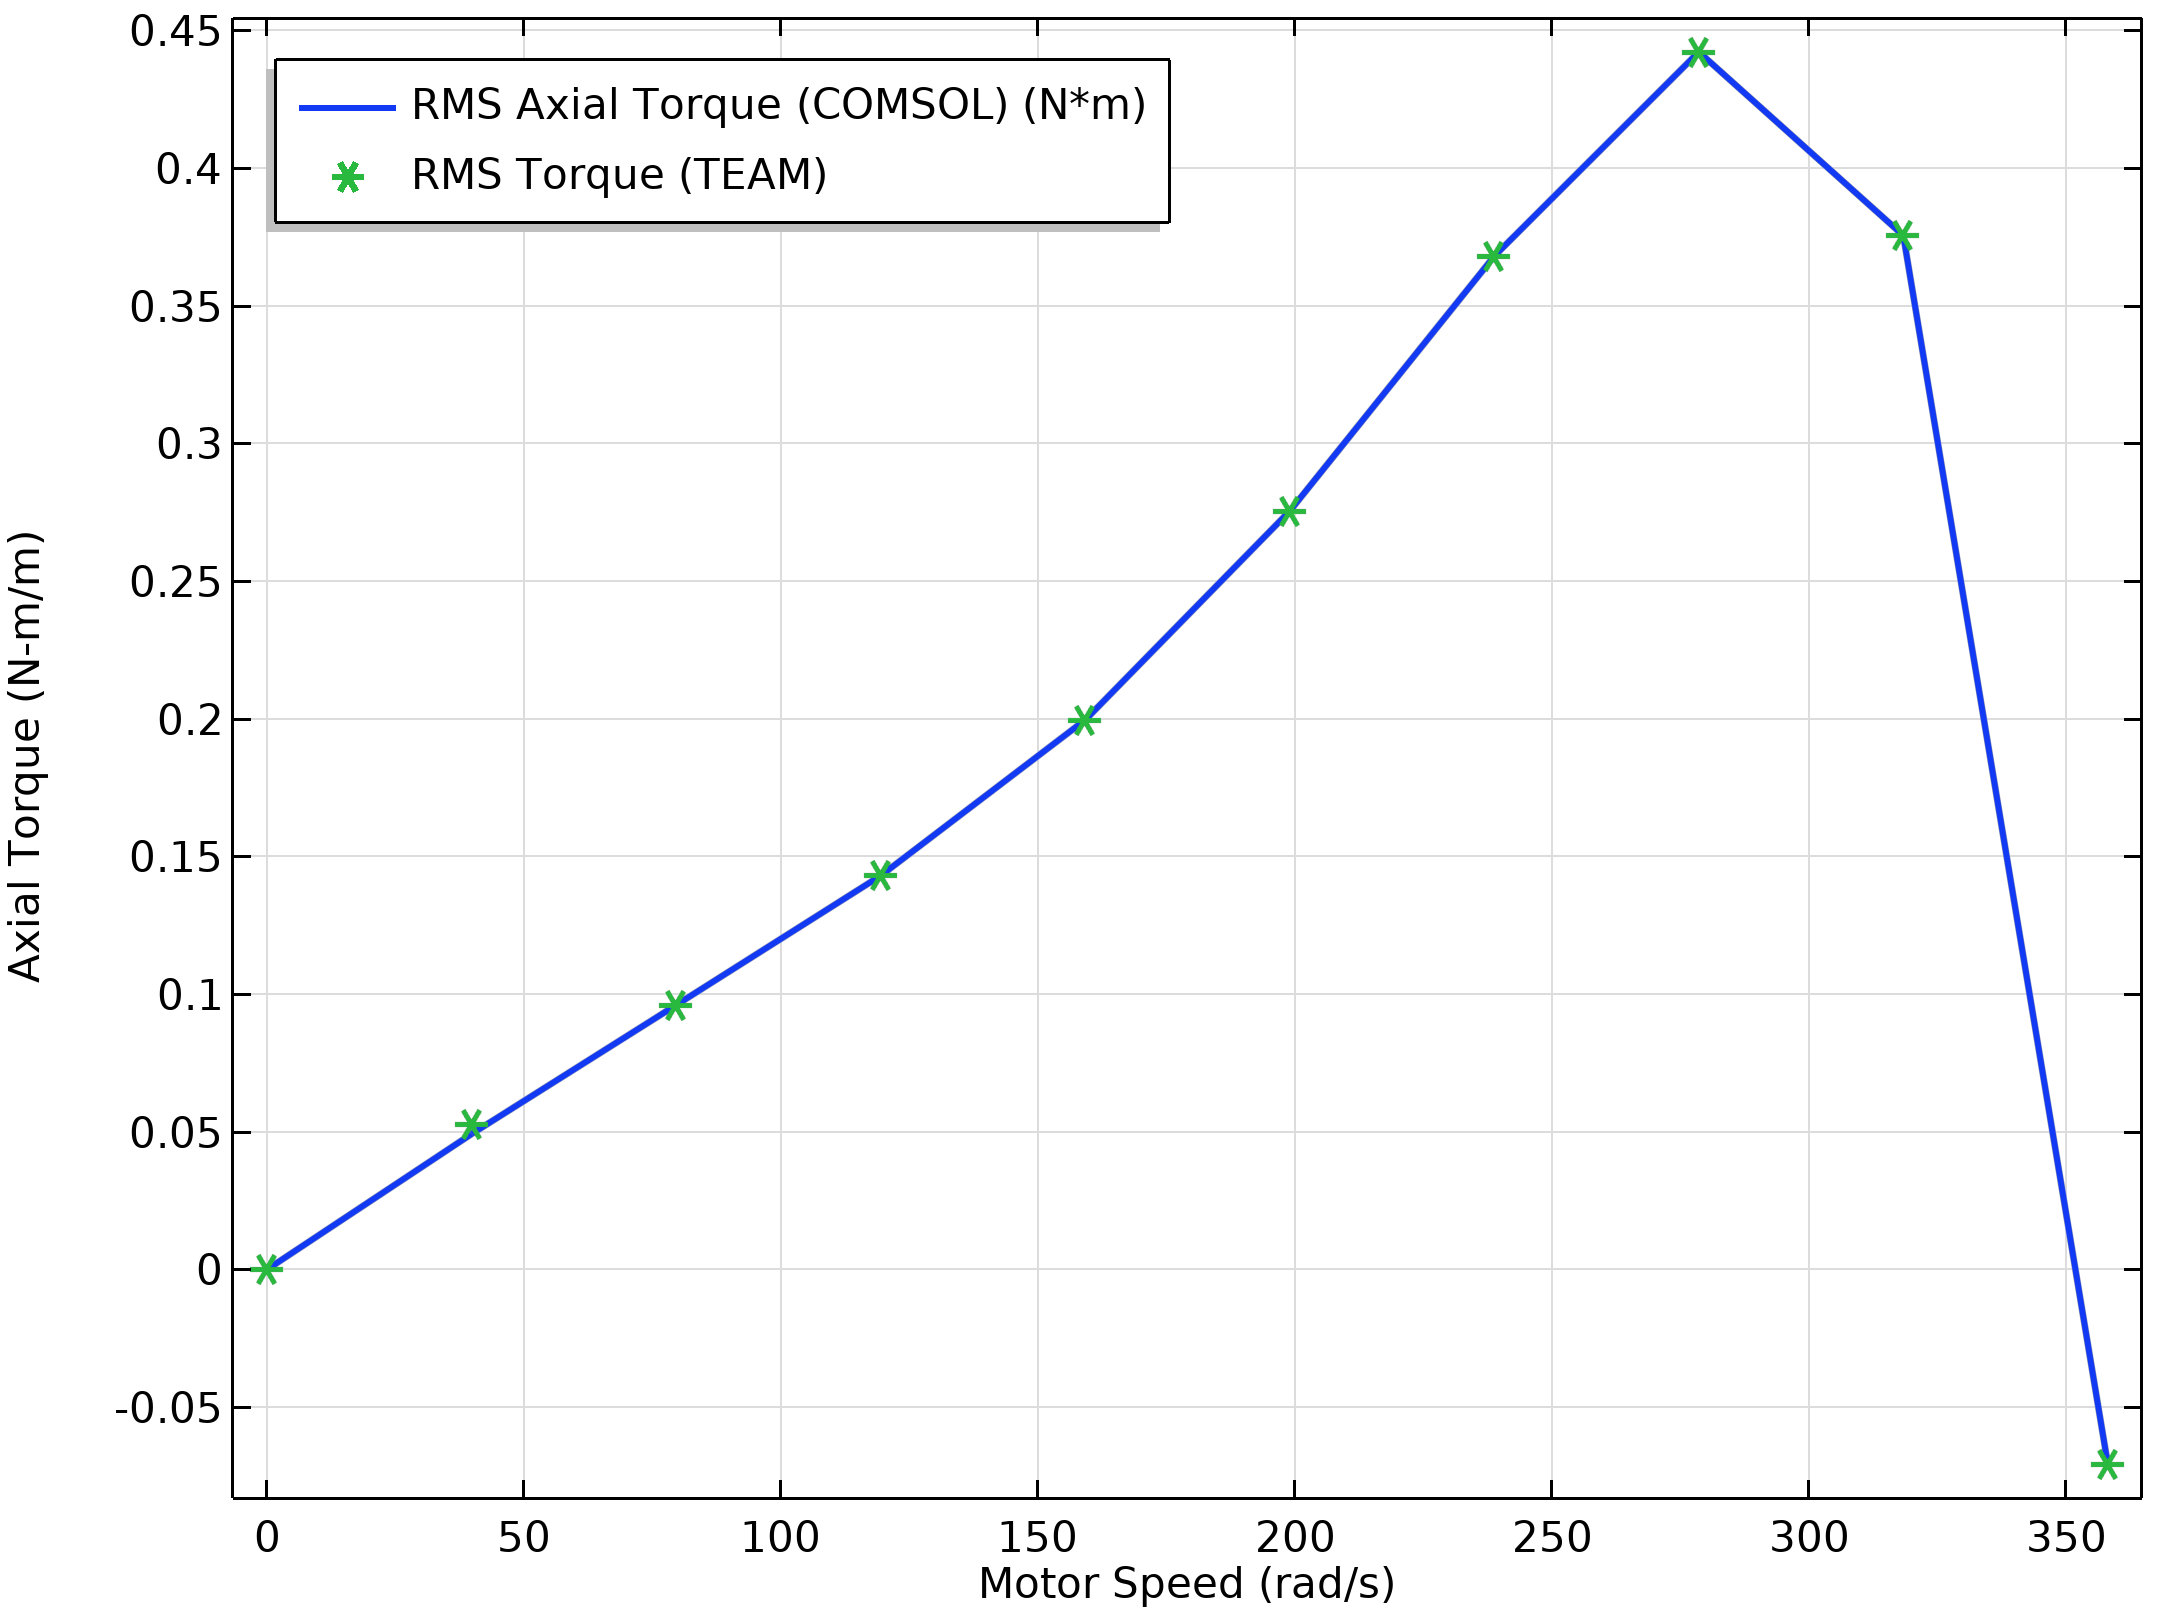 0.45
0.4
0.35
0.3
0.25
0.2
0.15
0.1
0.05
0
-0.05
Axial Torque (N-m/m)
RMS Axial Torque (COMSOL) (N*m)
RMS Torque (TEAM)
0 50 100 150 200 250 300 350
Motor Speed (rad/s)